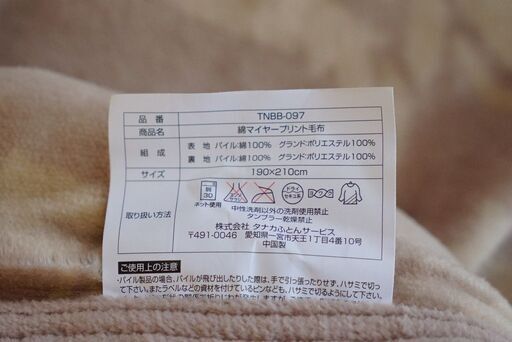 品番 TNBB-097
商品名 綿マイヤープリント毛布
組成 表地 パイル:綿100% グランド:ポリエステル100%
裏地 パイル:綿100% グランド:ポリエステル100%
サイズ 190×210cm
取り扱い方法
30
ネット使用
ドライ
セキユ系
中性洗剤以外の洗剤使用禁止
タンブラー乾燥禁止
株式会社 タナカふとんサービス
〒491-0046 愛知県一宮市天王1丁目4番10号
中国製
ご使用上の注意
・パイル製品の場合、パイルが飛び出したりした際は、手で引っ張ったりせず、ハサミで切っ
て下さい。またラベルなどの資材を付けているピンなども、ハサミで切るようにして下さい。